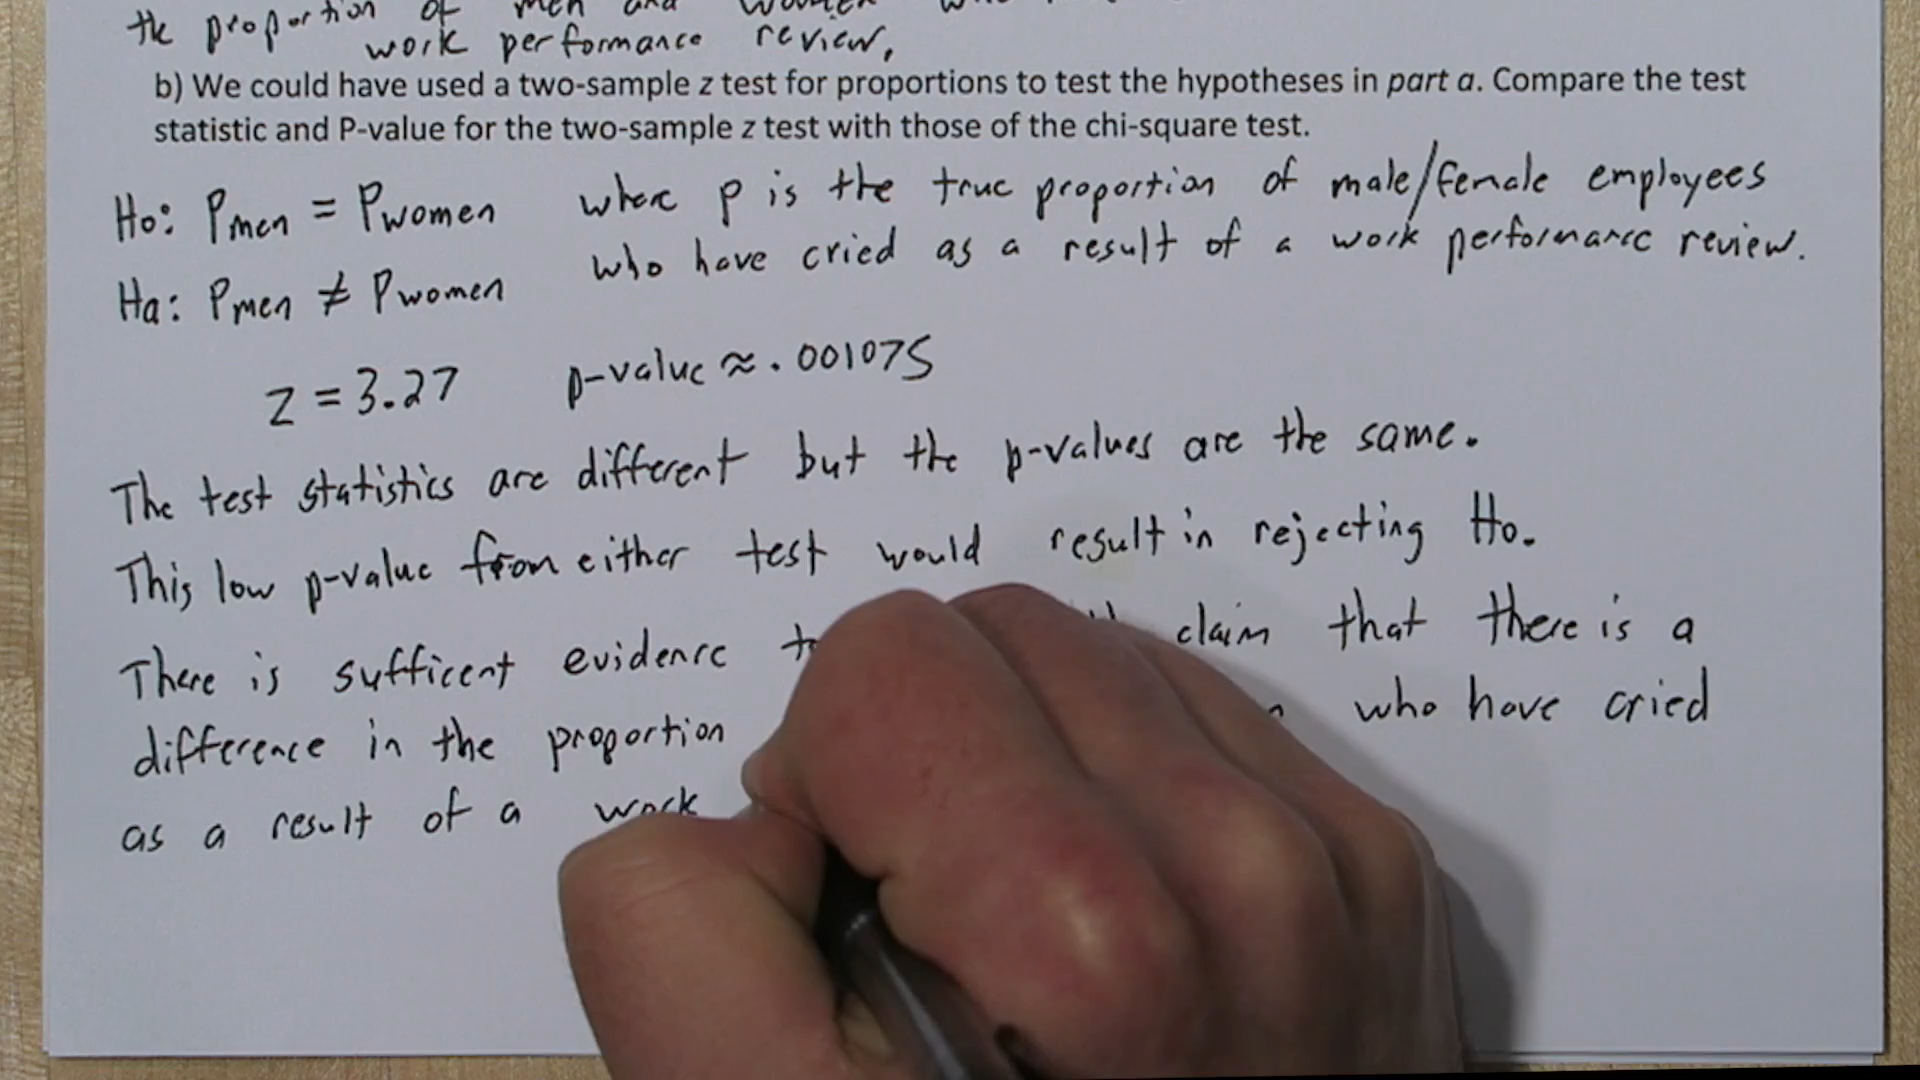 the proportion of men and women
work performance review,
b) We could have used a two-sample z test for proportions to test the hypotheses in part a. Compare the test
statistic and P-value for the two-sample z test with those of the chi-square test.
Ho: Pmen = Pwomen where p is the true proportion of male/female employees
who have cried as a result of a work performance review.
Ha: Pmen ≠ Pwomen
z = 3.27 p-value ≈ .001075
The test statistics are different but the p-values are the same.
This low p-value from either test would result in rejecting Ho.
There is sufficent evidence claim that there is a
difference in the proportion who have cried
as a result of a work